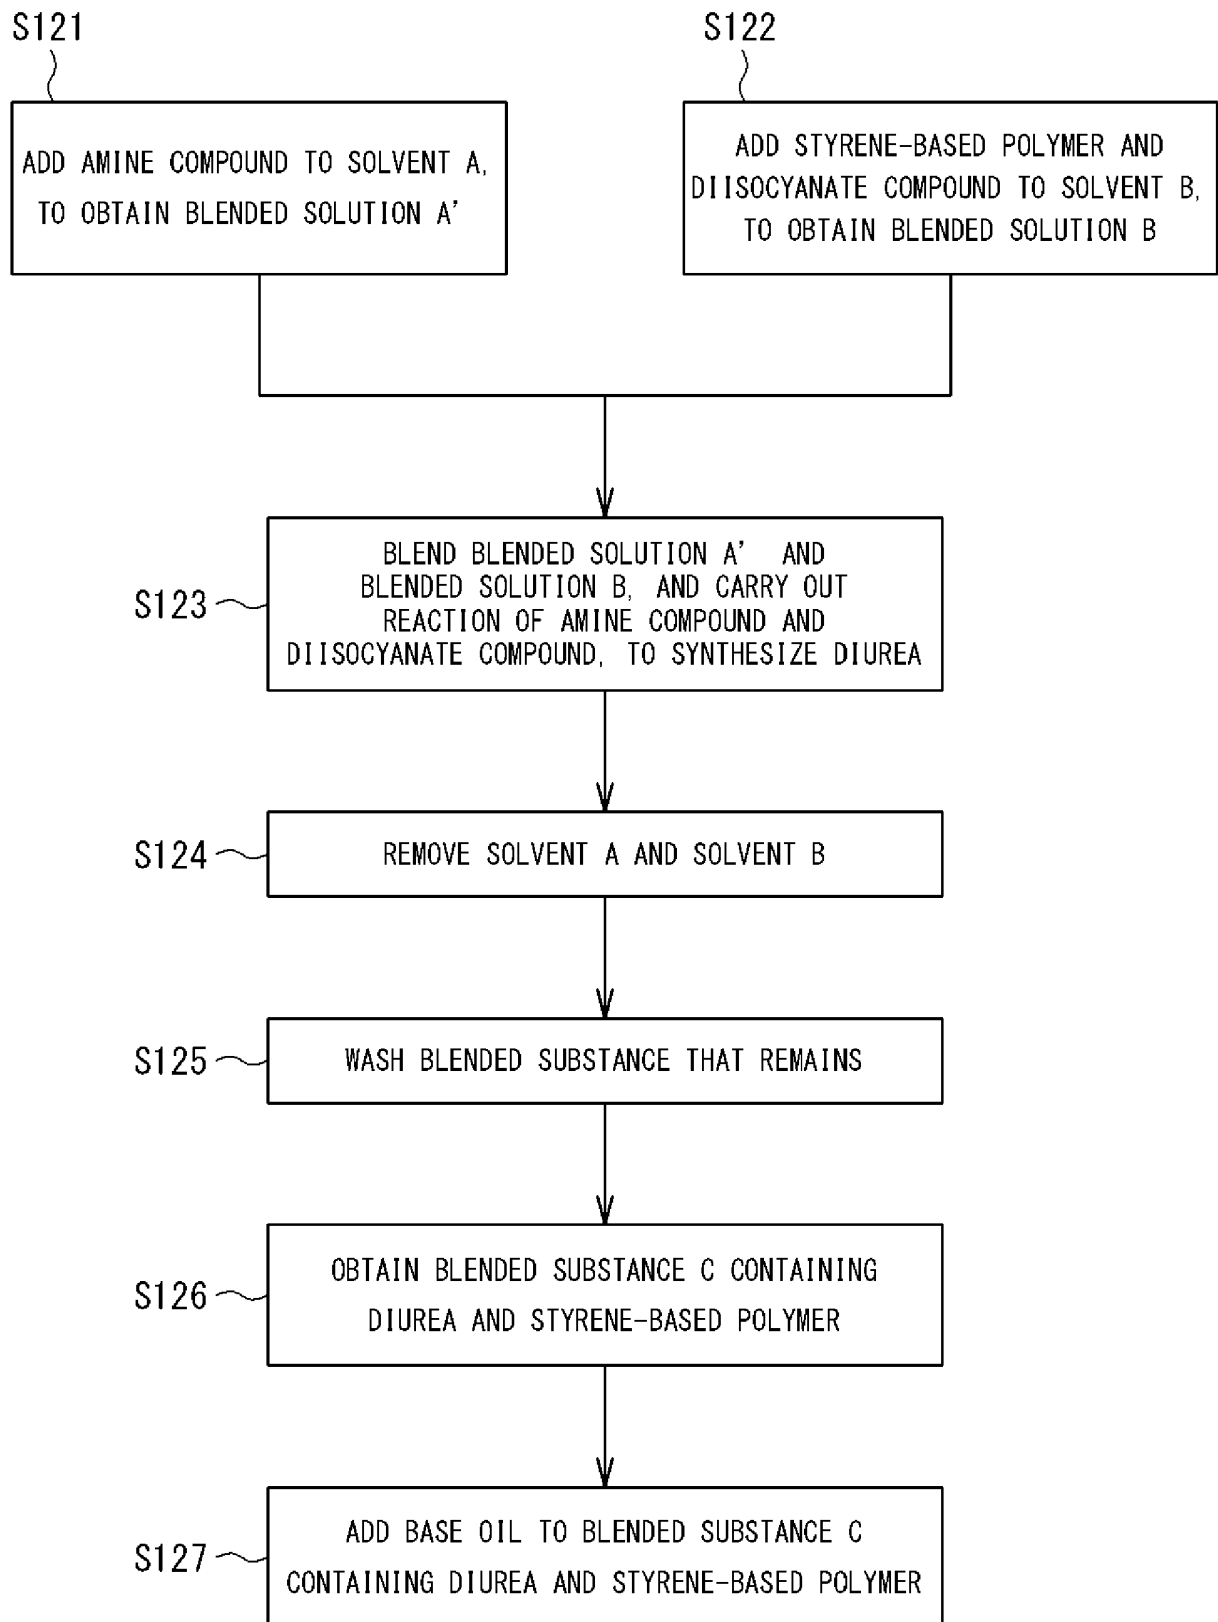 S121
ADD AMINE COMPOUND TO SOLVENT A,
TO OBTAIN BLENDED SOLUTION A'
S122
ADD STYRENE-BASED POLYMER AND
DIISOCYANATE COMPOUND TO SOLVENT B,
TO OBTAIN BLENDED SOLUTION B
S123
BLEND BLENDED SOLUTION A' AND
BLENDED SOLUTION B, AND CARRY OUT
REACTION OF AMINE COMPOUND AND
DIISOCYANATE COMPOUND, TO SYNTHESIZE DIUREA
S124
REMOVE SOLVENT A AND SOLVENT B
S125
WASH BLENDED SUBSTANCE THAT REMAINS
S126
OBTAIN BLENDED SUBSTANCE C CONTAINING
DIUREA AND STYRENE-BASED POLYMER
S127
ADD BASE OIL TO BLENDED SUBSTANCE C
CONTAINING DIUREA AND STYRENE-BASED POLYMER